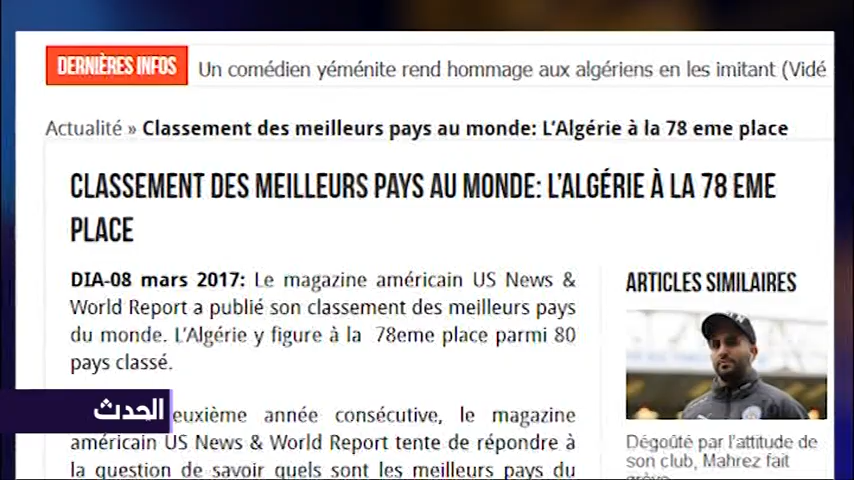 DERNIÈRES INFOS
Un comédien yéménite rend hommage aux algériens en les imitant (Vidé
Actualité » Classement des meilleurs pays au monde: L’Algérie à la 78 eme place
CLASSEMENT DES MEILLEURS PAYS AU MONDE: L’ALGÉRIE À LA 78 EME
PLACE
DIA-08 mars 2017: Le magazine américain US News &
World Report a publié son classement des meilleurs pays
du monde. L’Algérie y figure à la 78eme place parmi 80
pays classé.
euxième année consécutive, le magazine
américain US News & World Report tente de répondre à
la question de savoir quels sont les meilleurs pays du
ARTICLES SIMILAIRES
Dégoûté par l’attitude de
son club, Mahrez fait
الحدث